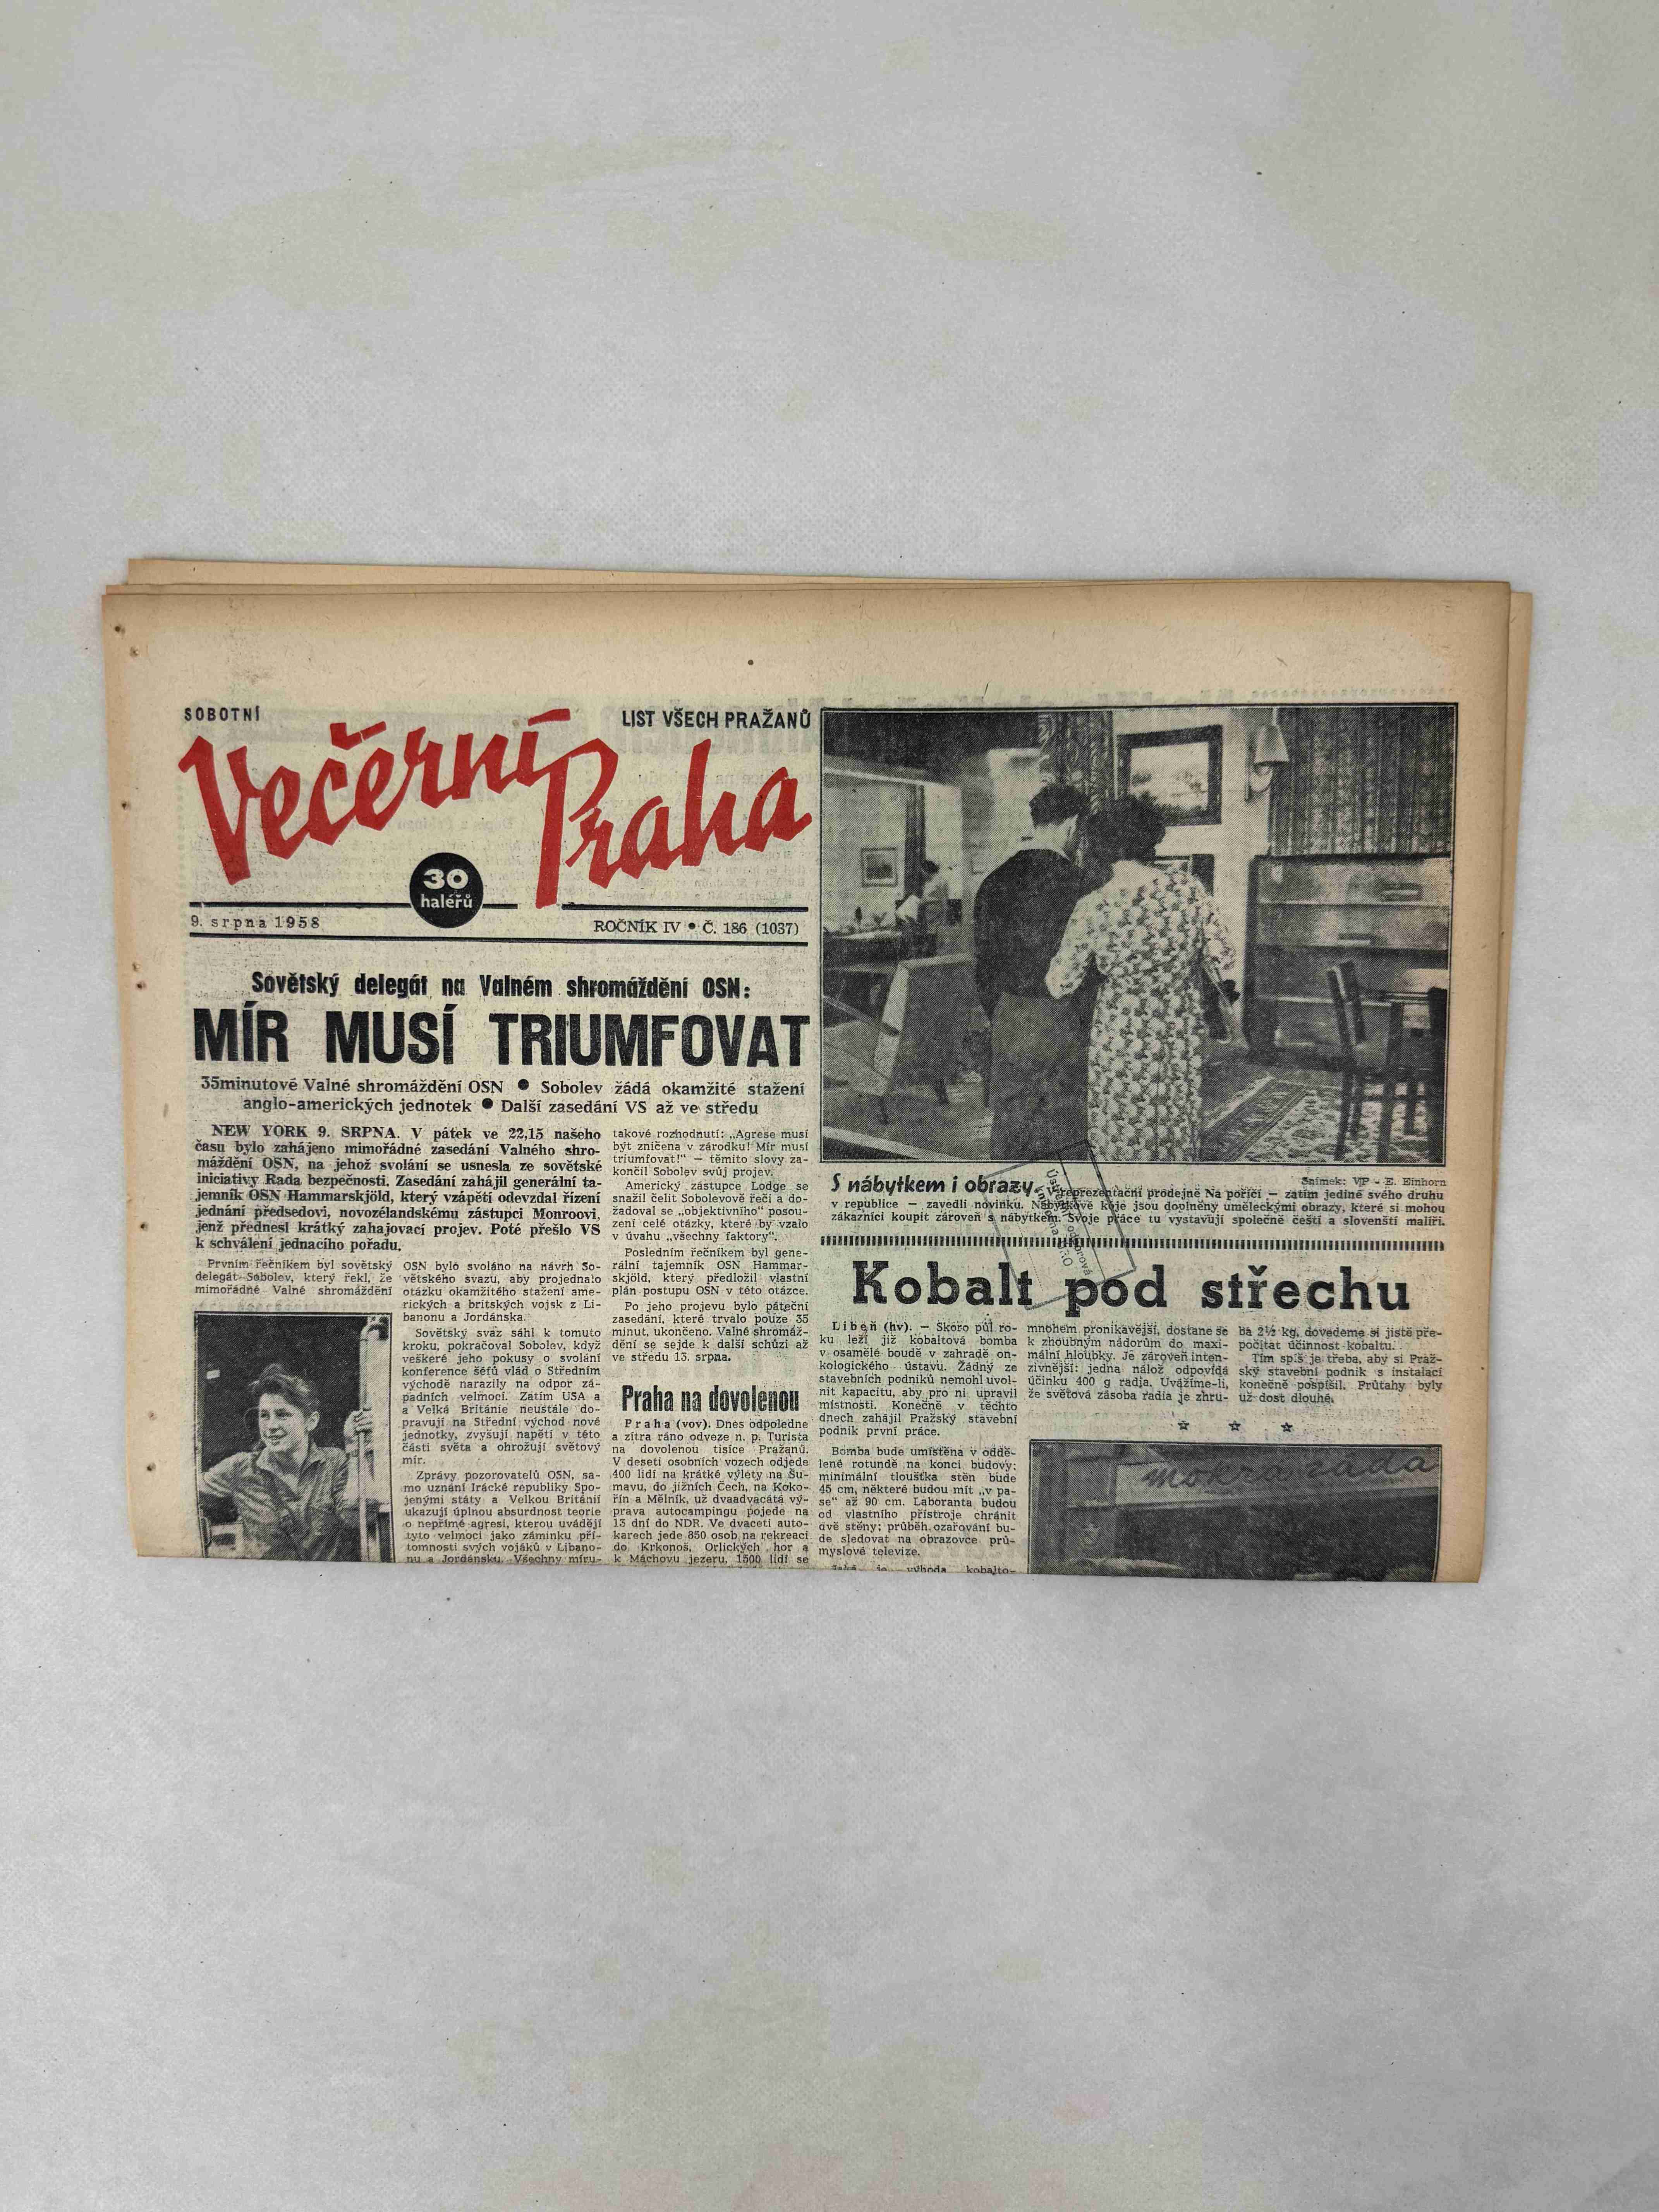 SOBOTNÍ
LIST VŠECH PRAŽANŮ
Večerní Praha
30
haléřů
9. srpna 1958
ROČNÍK IV • Č. 186 (1037)
Sovětský delegát na Valném shromáždění OSN:
MÍR MUSÍ TRIUMFOVAT
35minutové Valné shromáždění OSN ● Sobolev žádá okamžité stažení
anglo-amerických jednotek ● Další zasedání VS až ve středu
NEW YORK 9. SRPNA. V pátek ve 22,15 našeho
času bylo zahájeno mimořádné zasedání Valného shro-
máždění OSN, na jehož svolání se usnesla ze sovětské
iniciativy Rada bezpečnosti. Zasedání zahájil generální ta-
jemník OSN Hammarskjöld, který vzápětí odevzdal řízení
jednání předsedovi, novozélandskému zástupci Monroovi,
jenž přednesl krátký zahajovací projev. Poté přešlo VS
k schválení jednacího pořadu.
Prvním řečníkem byl sovětský
delegát Sobolev, který řekl, že
mimořádné Valné shromáždění
OSN bylo svoláno na návrh So-
větského svazu, aby projednalo
otázku okamžitého stažení ame-
rických a britských vojsk z Li-
banonu a Jordánska.
Sovětský svaz sáhl k tomuto
kroku, pokračoval Sobolev, když
veškeré jeho pokusy o svolání
konference šéfů vlád o Středním
východě narazily na odpor zá-
padních velmocí. Zatím USA a
a Velká Británie neustále do-
pravují na Střední východ nové
jednotky, zvyšují napětí v této
části světa a ohrožují světový
mír.
Zprávy pozorovatelů OSN, sa-
mo uznání Irácké republiky Spo-
jenými státy a Velkou Británií
ukazují úplnou absurdnost teorie
o nepřímé agresi, kterou uvádějí
tyto velmoci jako záminku pří-
tomnosti svých vojáků v Libano-
nu a Jordánsku. Všechny míru-
takové rozhodnutí: „Agrese musí
být zničena v zárodku! Mír musí
triumfovat!“ — těmito slovy za-
končil Sobolev svůj projev.
Americký zástupce Lodge se
snažil čelit Sobolevově řeči a do-
žadoval se „objektivního“ posou-
zení celé otázky, které by vzalo
v úvahu „všechny faktory“.
Posledním řečníkem byl gene-
rální tajemník OSN Hammar-
skjöld, který předložil vlastní
plán postupu OSN v této otázce.
Po jeho projevu bylo páteční
zasedání, které trvalo pouze 35
minut, ukončeno. Valné shromáž-
dění se sejde k další schůzi až
ve středu 13. srpna.
Praha na dovolenou
Praha (vov). Dnes odpoledne
a zítra ráno odveze n. p. Turista
na dovolenou tisíce Pražanů.
V deseti osobních vozech odjede
400 lidí na krátké výlety na Šu-
mavu, do jižních Čech, na Koko-
řín a Mělník, už dvaadvacátá vý-
prava autocampingu pojede na
13 dní do NDR. Ve dvaceti auto-
karech jede 850 osob na rekreaci
do Krkonoš, Orlických hor a
k Máchovu jezeru, 1500 lidí se
Snímek: VP - E. Einhorn
S nábytkem i obrazy. V reprezentační prodejně Na poříčí — zatím jediné svého druhu
v republice — zavedli novinku. Nábytkové koje jsou doplněny uměleckými obrazy, které si mohou
zákazníci koupit zároveň s nábytkem. Svoje práce tu vystavují společně čeští a slovenští malíři.
Kobalt pod střechu
Libeň (hv). — Skoro půl ro-
ku leží již kobaltová bomba
v osamělé boudě v zahradě on-
kologického ústavu. Žádný ze
stavebních podniků nemohl uvol-
nit kapacitu, aby pro ni upravil
místnosti. Konečně v těchto
dnech zahájil Pražský stavební
podnik první práce.
Bomba bude umístěna v oddě-
lené rotundě na konci budovy;
minimální tloušťka stěn bude
45 cm, některé budou mít „v pa-
se“ až 90 cm. Laboranta budou
od vlastního přístroje chránit
dvě stěny; průběh ozařování bu-
de sledovat na obrazovce prů-
myslové televize.
Jaká je výhoda kobalto-
mnohem pronikavější, dostane se
k zhoubným nádorům do maxi-
mální hloubky. Je zároveň inten-
zivnější: jedna nálož odpovídá
účinku 400 g radia. Uvážíme-li,
že světová zásoba radia je zhru-
ba 2½ kg, dovedeme si jistě pře-
počítat účinnost kobaltu.
Tím spíš je třeba, aby si Praž-
ský stavební podnik s instalací
konečně pospíšil. Průtahy byly
už dost dlouhé.